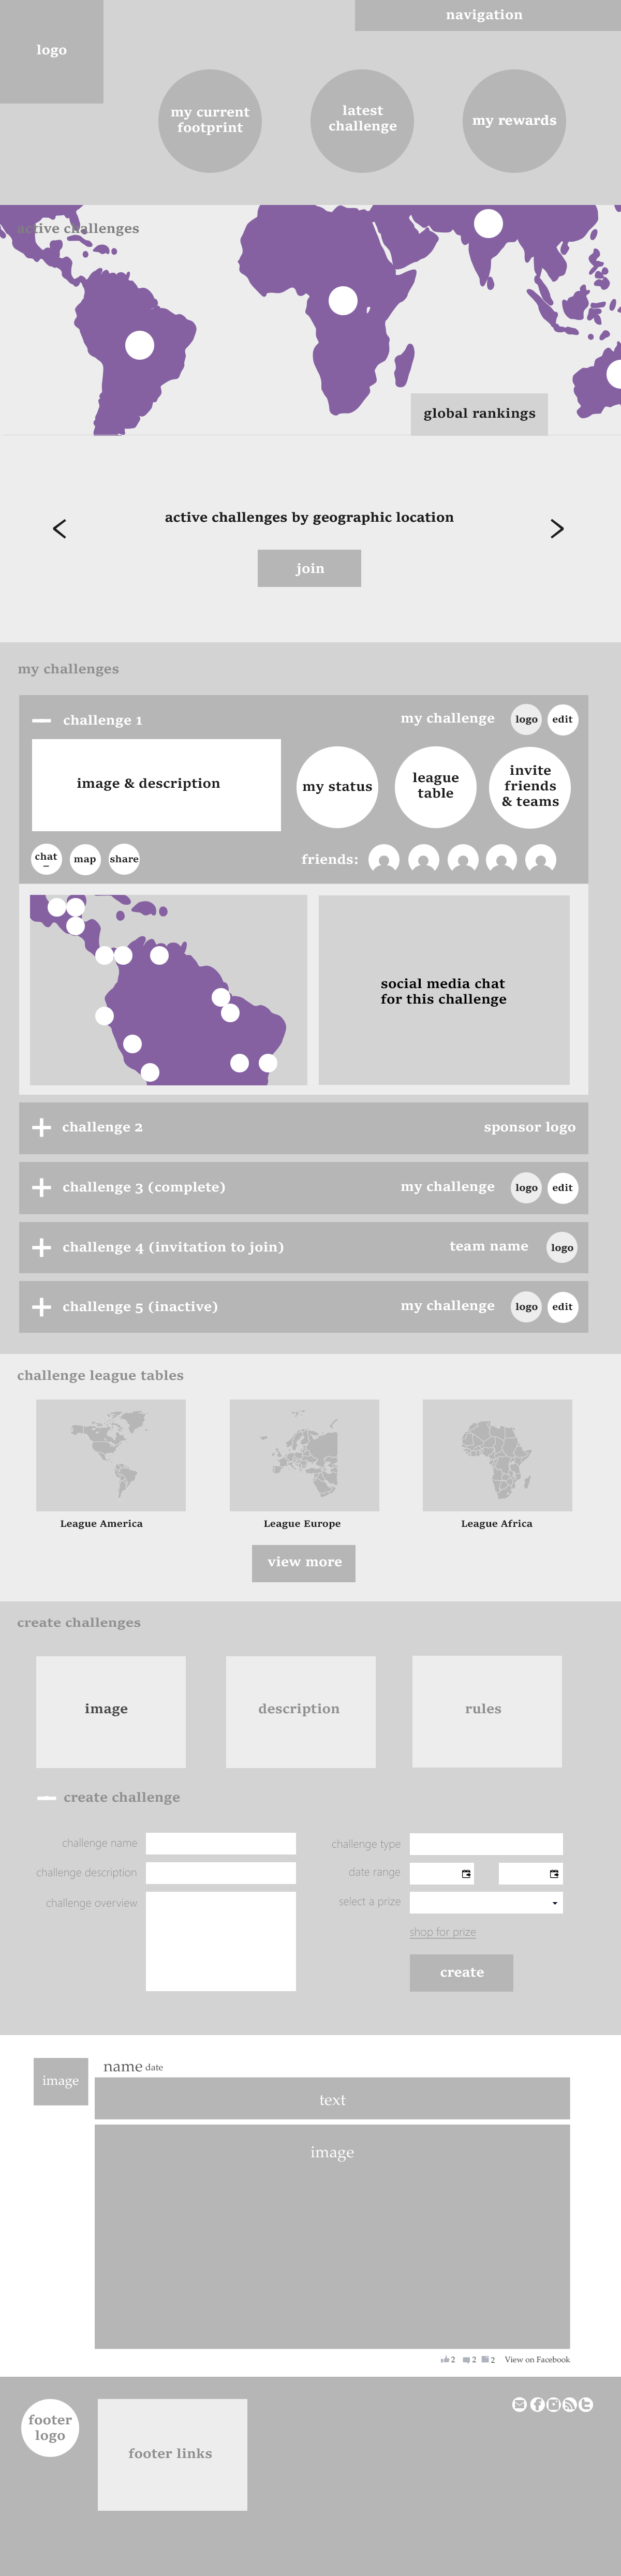 navigation
logo
my current
footprint
latest
challenge
my rewards
active challenges
global rankings
active challenges by geographic location
join
my challenges
challenge 1
my challenge
logo
edit
image & description
my status
league
table
invite
friends
& teams
chat
map
share
friends:
social media chat
for this challenge
challenge 2
sponsor logo
challenge 3 (complete)
my challenge
logo
edit
challenge 4 (invitation to join)
team name
logo
challenge 5 (inactive)
my challenge
logo
edit
challenge league tables
League America
League Europe
League Africa
view more
create challenges
image
description
rules
create challenge
challenge name
challenge type
challenge description
date range
challenge overview
select a prize
shop for prize
create
image
name date
text
image
2 2 2 View on Facebook
footer
logo
footer links